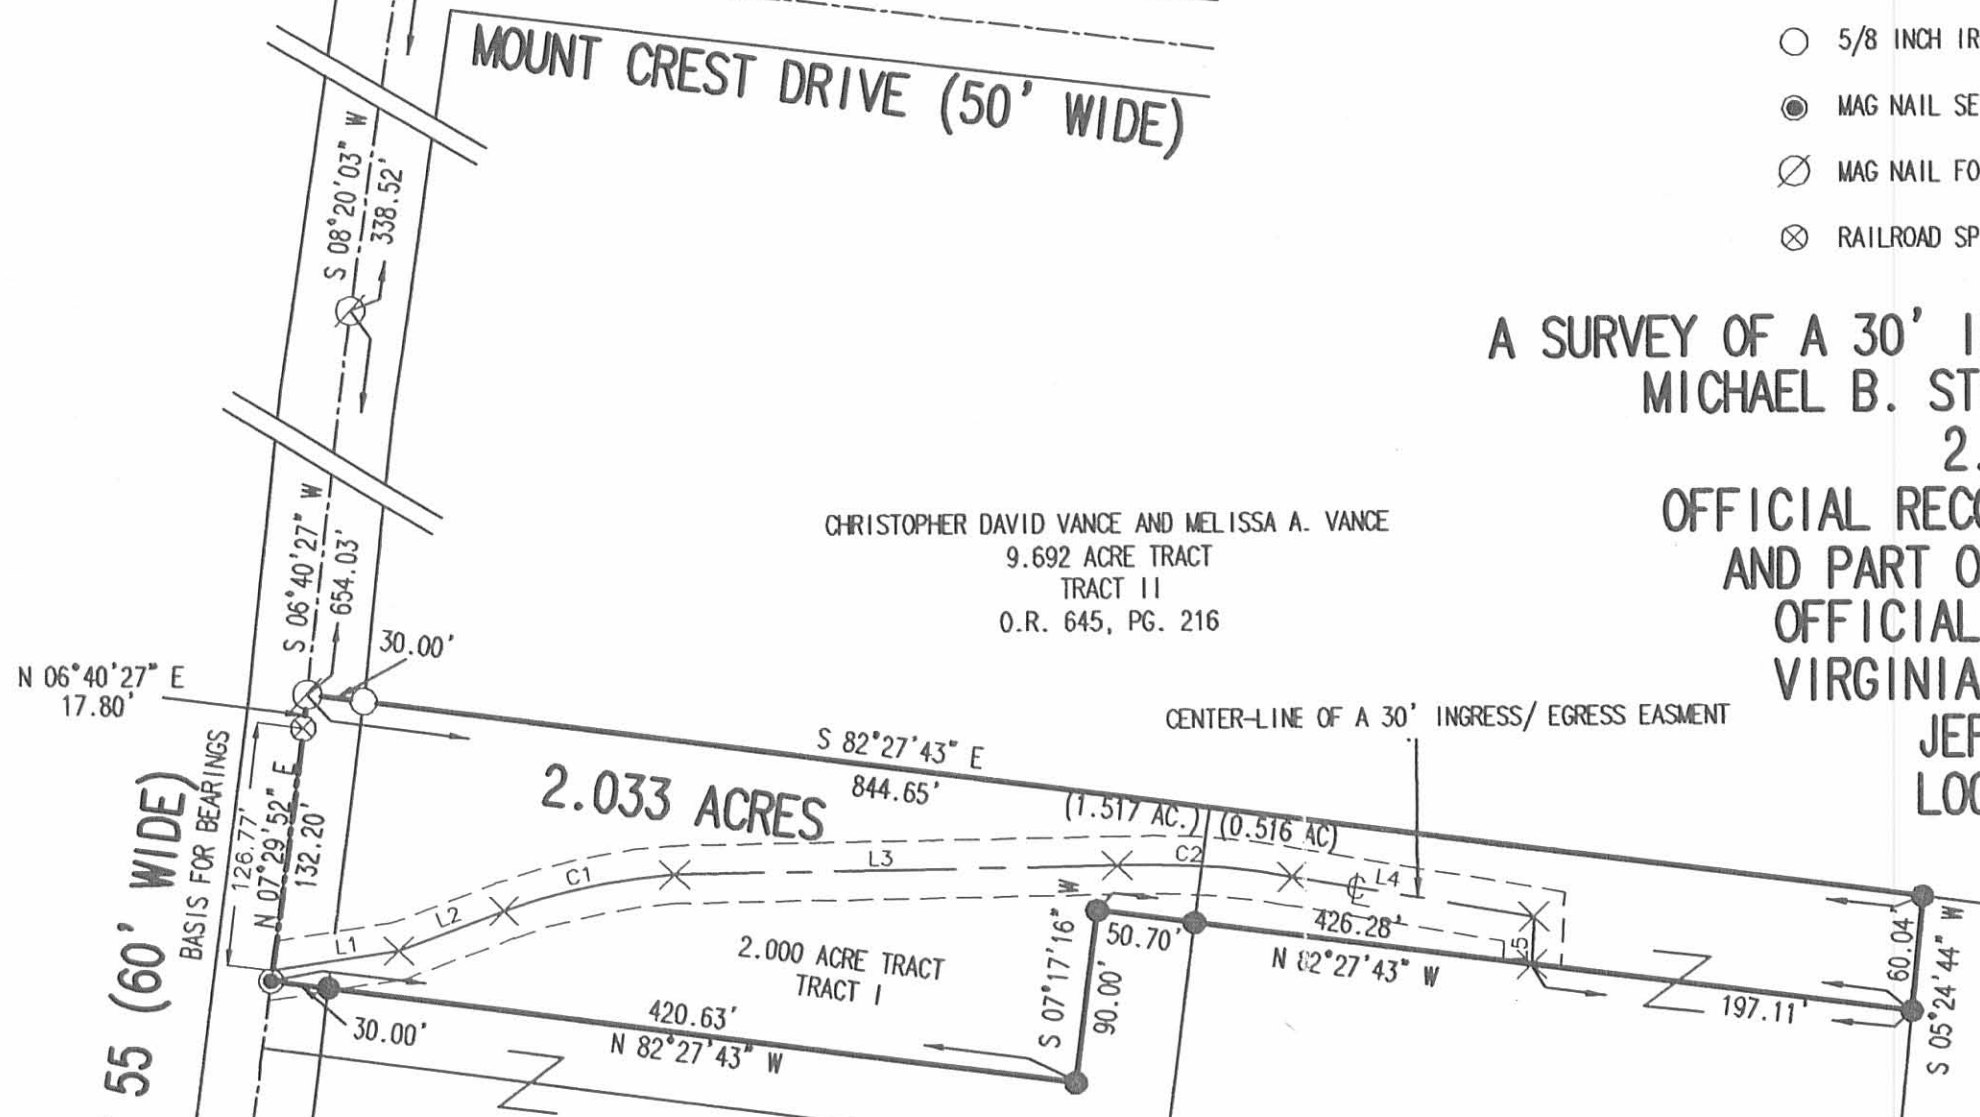 MOUNT CREST DRIVE (50' WIDE)
5/8 INCH IR
MAG NAIL SE
MAG NAIL FO
RAILROAD SP
S 08°20'03" W
338.52'
A SURVEY OF A 30' I
MICHAEL B. ST
2.
OFFICIAL RECO
AND PART O
OFFICIAL
VIRGINIA
JEF
LOC
CHRISTOPHER DAVID VANCE AND MELISSA A. VANCE
9.692 ACRE TRACT
TRACT II
O.R. 645, PG. 216
S 06°40'27" W
654.03'
30.00'
N 06°40'27" E
17.80'
CENTER-LINE OF A 30' INGRESS/ EGRESS EASMENT
S 82°27'43" E
844.65'
2.033 ACRES
(1.517 AC.)
(0.516 AC)
55 (60' WIDE)
BASIS FOR BEARINGS
126.77'
N 07°29'52" E
132.20'
L1
L2
C1
L3
C2
L4
L5
2.000 ACRE TRACT
TRACT I
S 07°17'16" W
90.00'
50.70'
426.28'
N 82°27'43" W
197.11'
60.04'
S 05°24'44" W
30.00'
420.63'
N 82°27'43" W